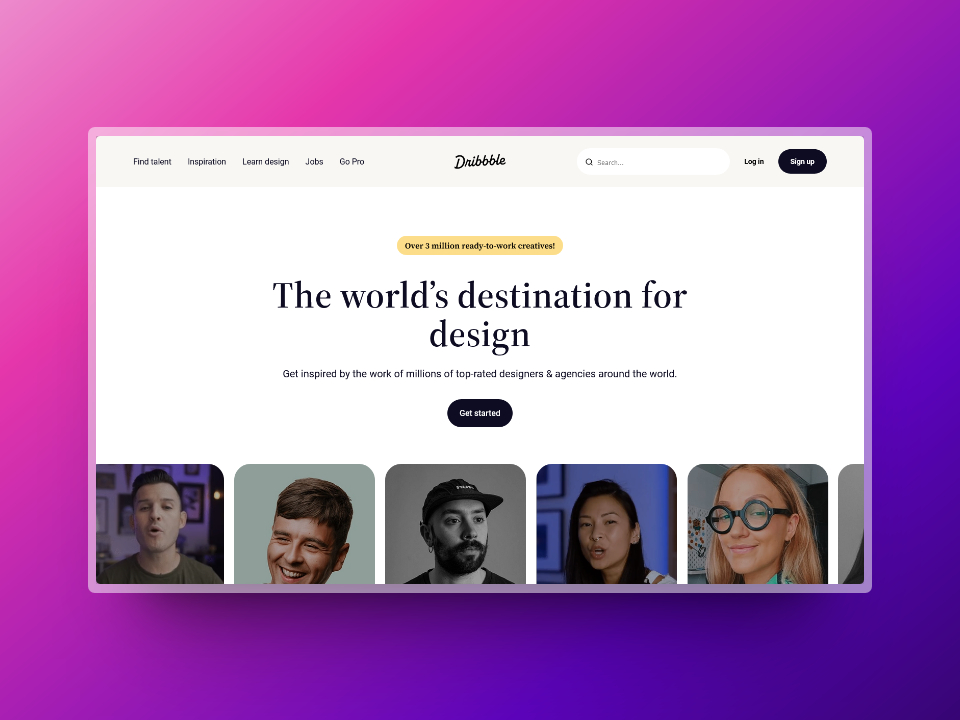 Find talent Inspiration Learn design Jobs Go Pro Dribbble Search... Log in Sign up
Over 3 million ready-to-work creatives!
The world’s destination for
design
Get inspired by the work of millions of top-rated designers & agencies around the world.
Get started